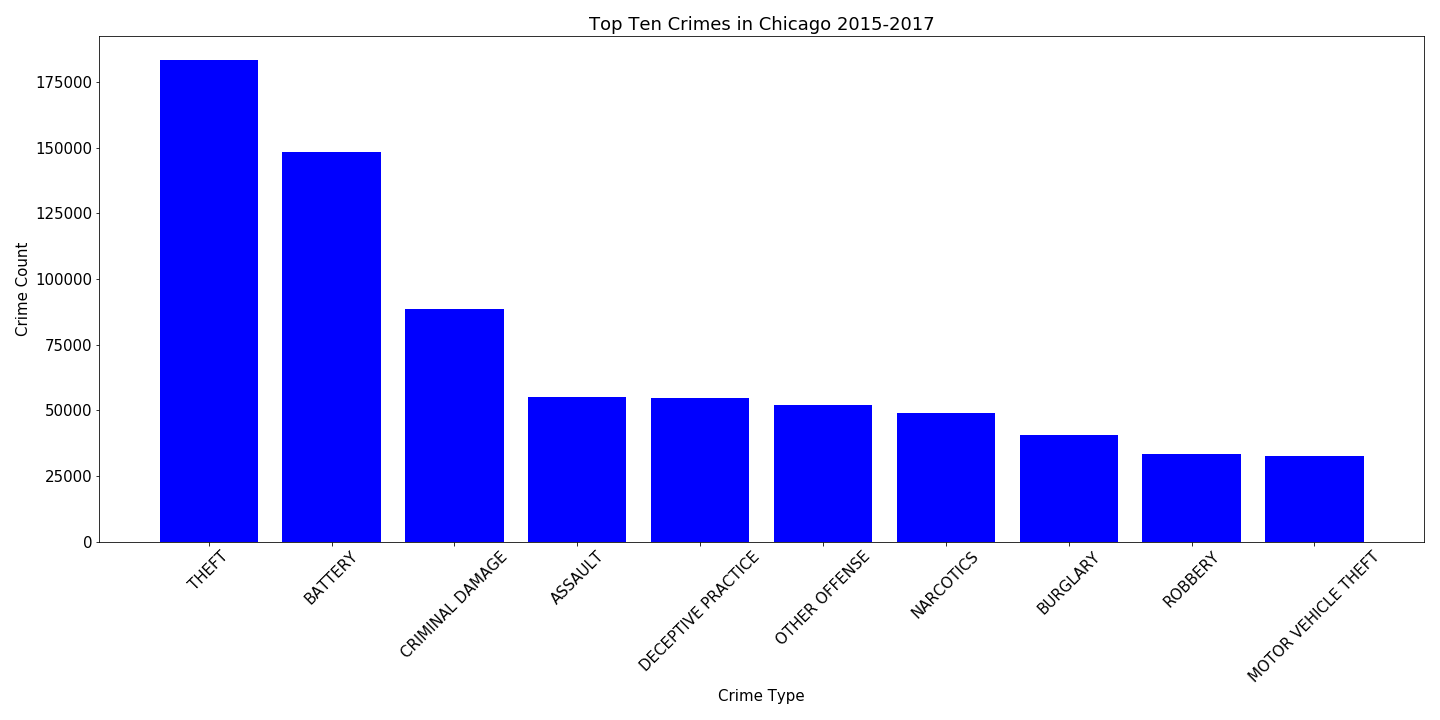 Top Ten Crimes in Chicago 2015-2017
Crime Count
175000
150000
125000
100000
75000
50000
25000
0
THEFT
BATTERY
CRIMINAL DAMAGE
ASSAULT
DECEPTIVE PRACTICE
OTHER OFFENSE
NARCOTICS
BURGLARY
ROBBERY
MOTOR VEHICLE THEFT
Crime Type